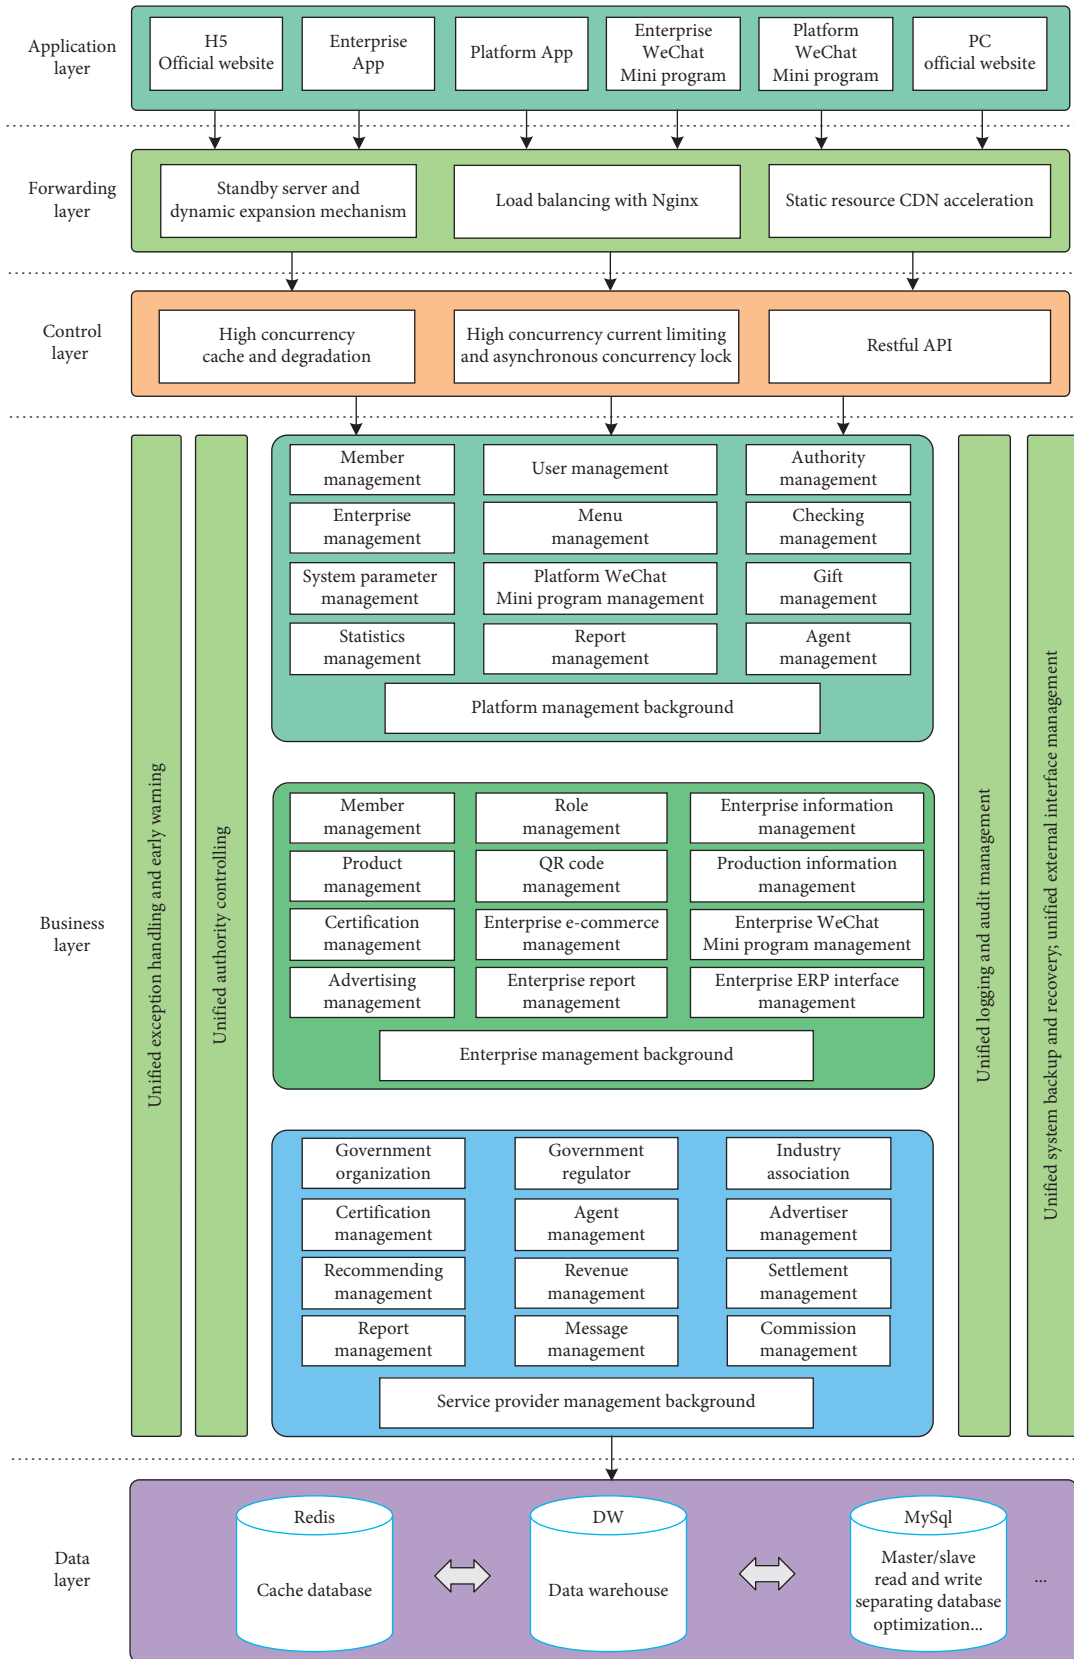 Application
layer
H5
Official website
Enterprise
App
Platform App
Enterprise
WeChat
Mini program
Platform
WeChat
Mini program
PC
official website
Forwarding
layer
Standby server and
dynamic expansion mechanism
Load balancing with Nginx
Static resource CDN acceleration
Control
layer
High concurrency
cache and degradation
High concurrency current limiting
and asynchronous concurrency lock
Restful API
Business
layer
Unified exception handling and early warning
Unified authority controlling
Member
management
User management
Authority
management
Enterprise
management
Menu
management
Checking
management
System parameter
management
Platform WeChat
Mini program management
Gift
management
Statistics
management
Report
management
Agent
management
Platform management background
Member
management
Role
management
Enterprise information
management
Product
management
QR code
management
Production information
management
Certification
management
Enterprise e-commerce
management
Enterprise WeChat
Mini program management
Advertising
management
Enterprise report
management
Enterprise ERP interface
management
Enterprise management background
Government
organization
Government
regulator
Industry
association
Certification
management
Agent
management
Advertiser
management
Recommending
management
Revenue
management
Settlement
management
Report
management
Message
management
Commission
management
Service provider management background
Unified logging and audit management
Unified system backup and recovery; unified external interface management
Data
layer
Redis
Cache database
DW
Data warehouse
MySql
Master/slave
read and write
separating database
optimization...
...